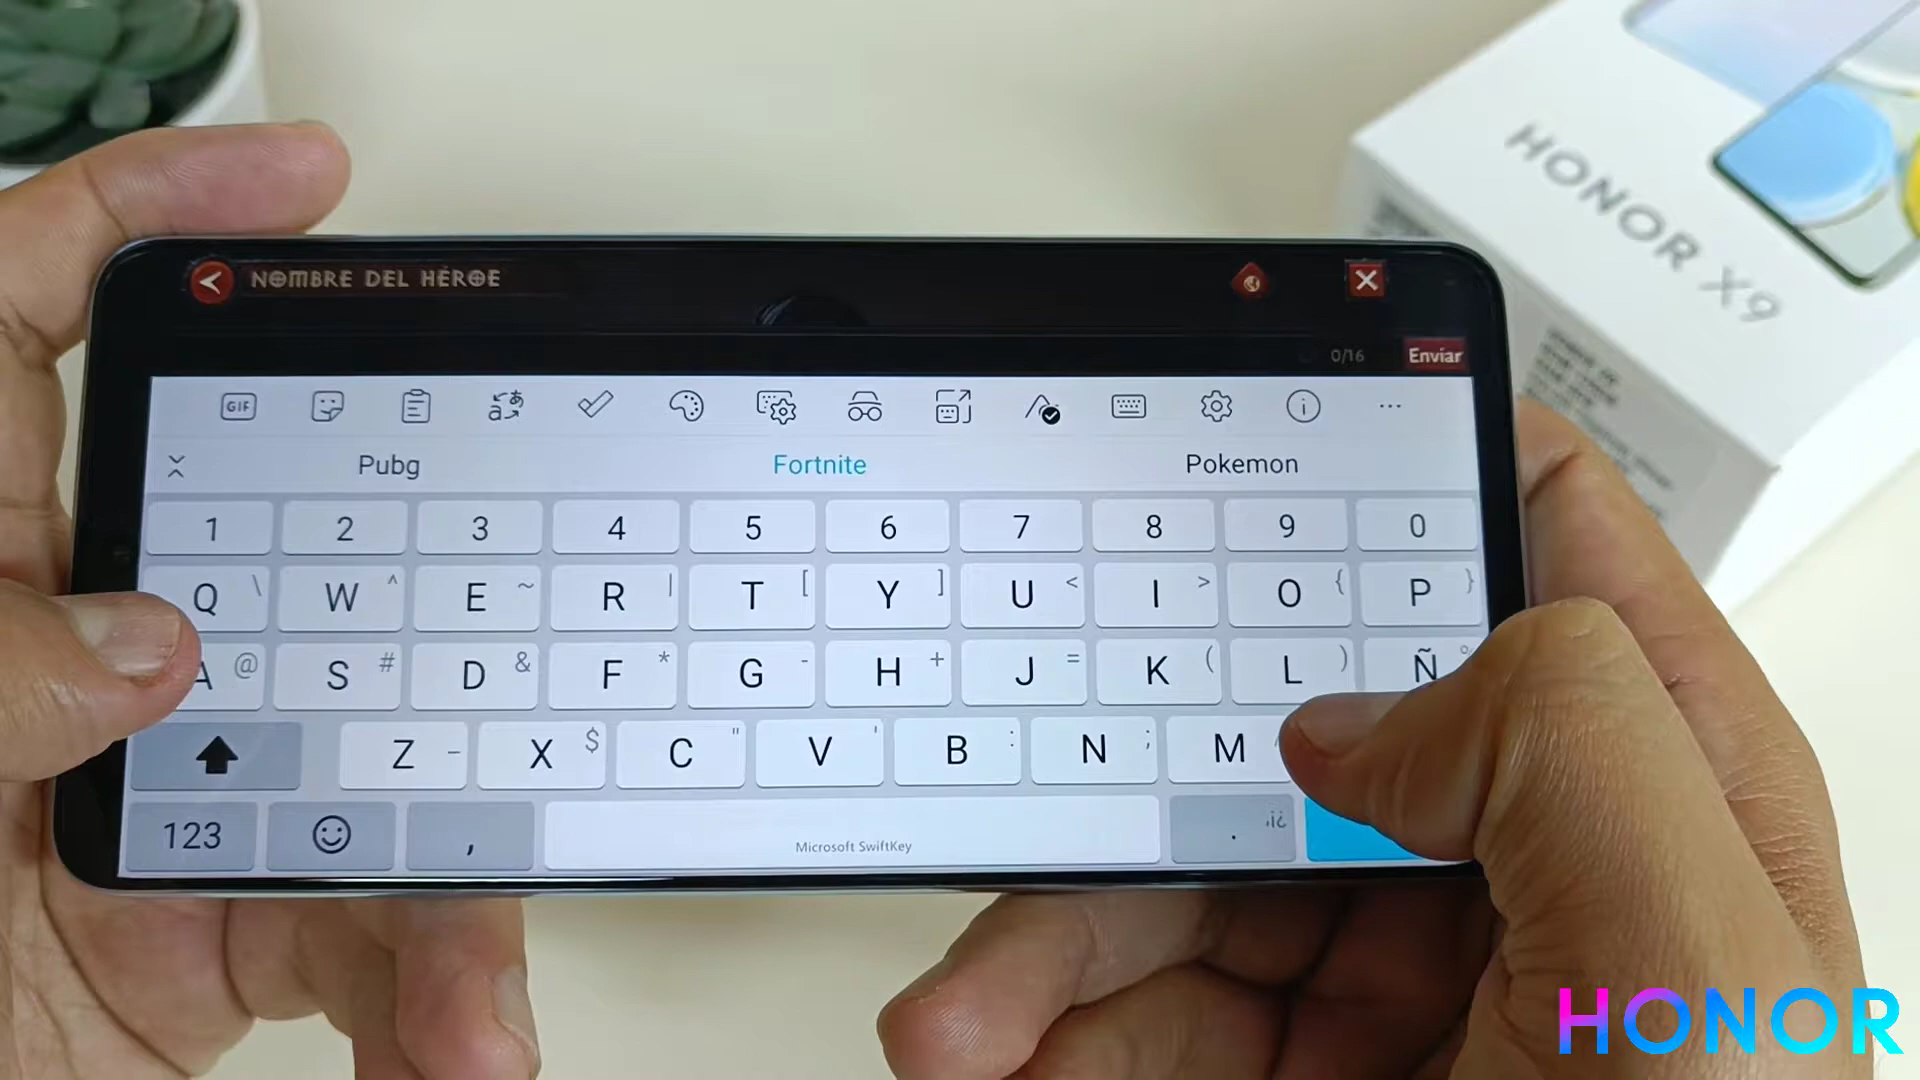 HONOR X9
NOMBRE DEL HÉROE
0/16 Enviar
GIF
Pubg Fortnite Pokemon
1 2 3 4 5 6 7 8 9 0
Q \ W ^ E ~ R | T [ Y ] U < I > O { P }
A @ S # D & F * G - H + J = K ( L ) Ñ
Z _ X $ C " V ' B : N ; M
123 , Microsoft SwiftKey . ,¡¿
HONOR